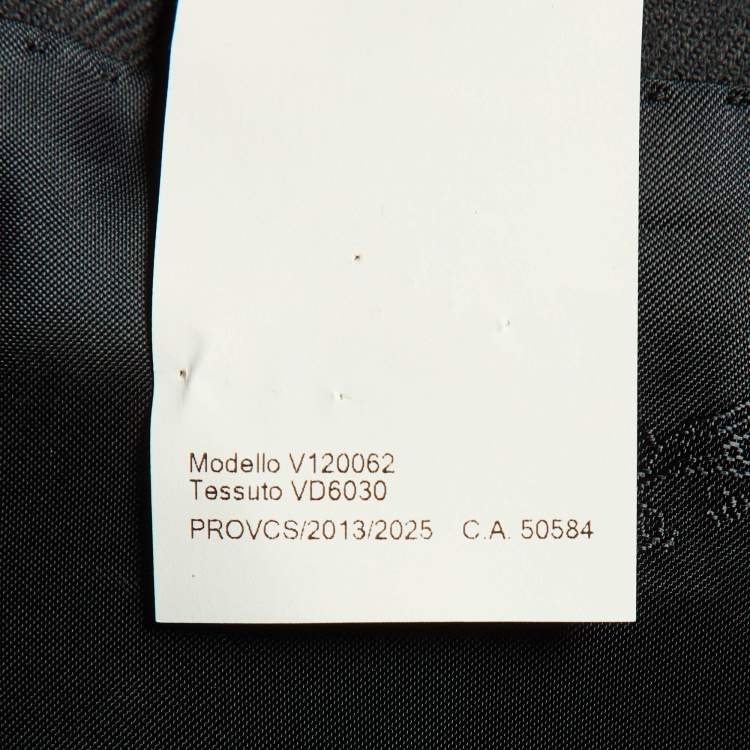 Modello V120062
Tessuto VD6030
PROVCS/2013/2025 C.A. 50584